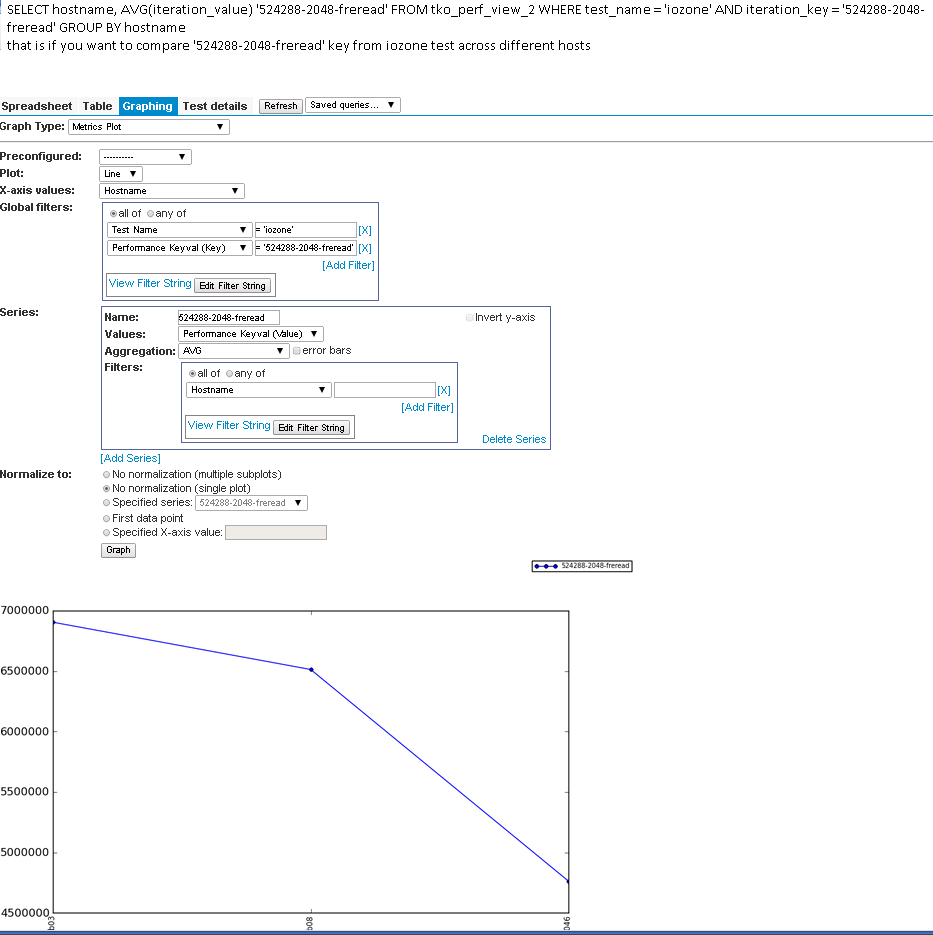 SELECT hostname, AVG(iteration_value) '524288-2048-freread' FROM tko_perf_view_2 WHERE test_name = 'iozone' AND iteration_key = '524288-2048-
freread' GROUP BY hostname
that is if you want to compare '524288-2048-freread' key from iozone test across different hosts
Spreadsheet Table Graphing Test details Refresh Saved queries...
Graph Type: Metrics Plot
Preconfigured: ----------
Plot: Line
X-axis values: Hostname
Global filters:
all of any of
Test Name = 'iozone' [X]
Performance Keyval (Key) = '524288-2048-freread' [X]
[Add Filter]
View Filter String Edit Filter String
Series:
Name: 524288-2048-freread Invert y-axis
Values: Performance Keyval (Value)
Aggregation: AVG error bars
Filters:
all of any of
Hostname [X]
[Add Filter]
View Filter String Edit Filter String
Delete Series
[Add Series]
Normalize to:
No normalization (multiple subplots)
No normalization (single plot)
Specified series: 524288-2048-freread
First data point
Specified X-axis value:
Graph
524288-2048-freread
7000000
6500000
6000000
5500000
5000000
4500000
b03 b08 046